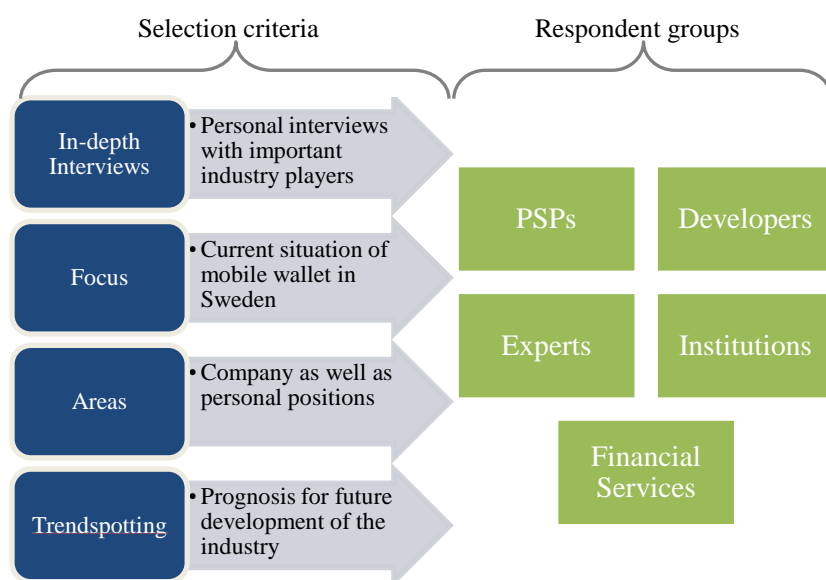 Selection criteria
Respondent groups
In-depth
Interviews
• Personal interviews
with important
industry players
Focus
• Current situation of
mobile wallet in
Sweden
Areas
• Company as well as
personal positions
Trendspotting
• Prognosis for future
development of the
industry
PSPs
Developers
Experts
Institutions
Financial
Services